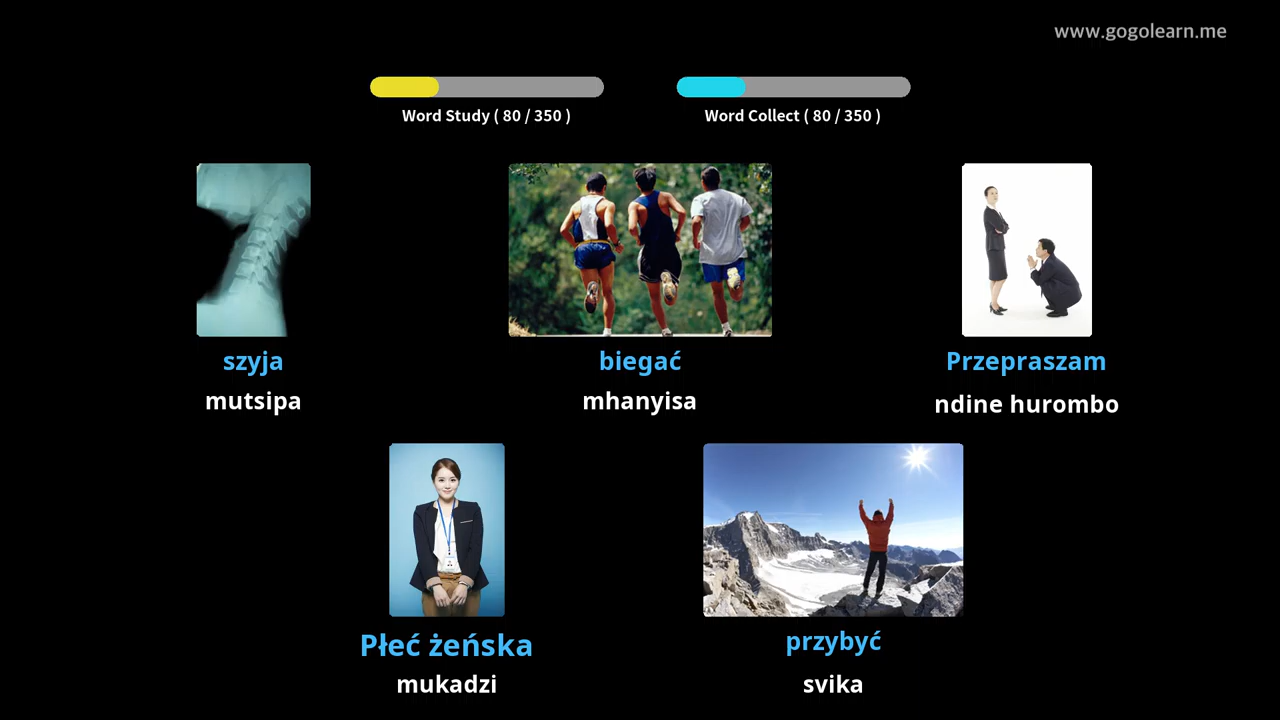 www.gogolearn.me
Word Study ( 80 / 350 )
Word Collect ( 80 / 350 )
szyja
mutsipa
biegać
mhanyisa
Przepraszam
ndine hurombo
Płeć żeńska
mukadzi
przybyć
svika